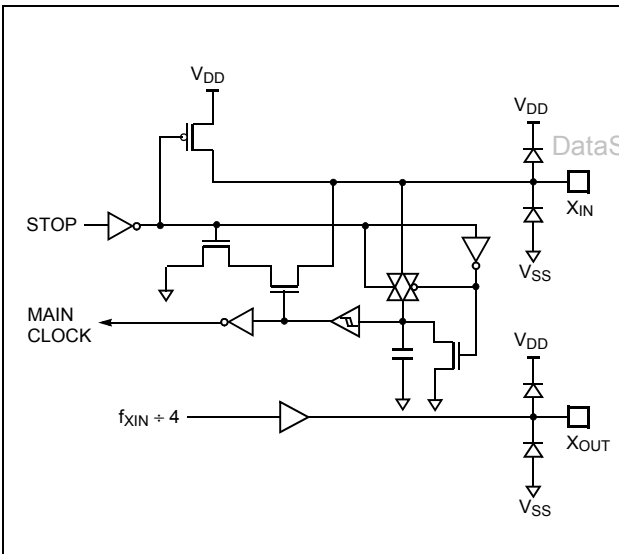 VDD
VDD
DataS
XIN
STOP
VSS
MAIN
CLOCK
VDD
fXIN ÷ 4
XOUT
VSS